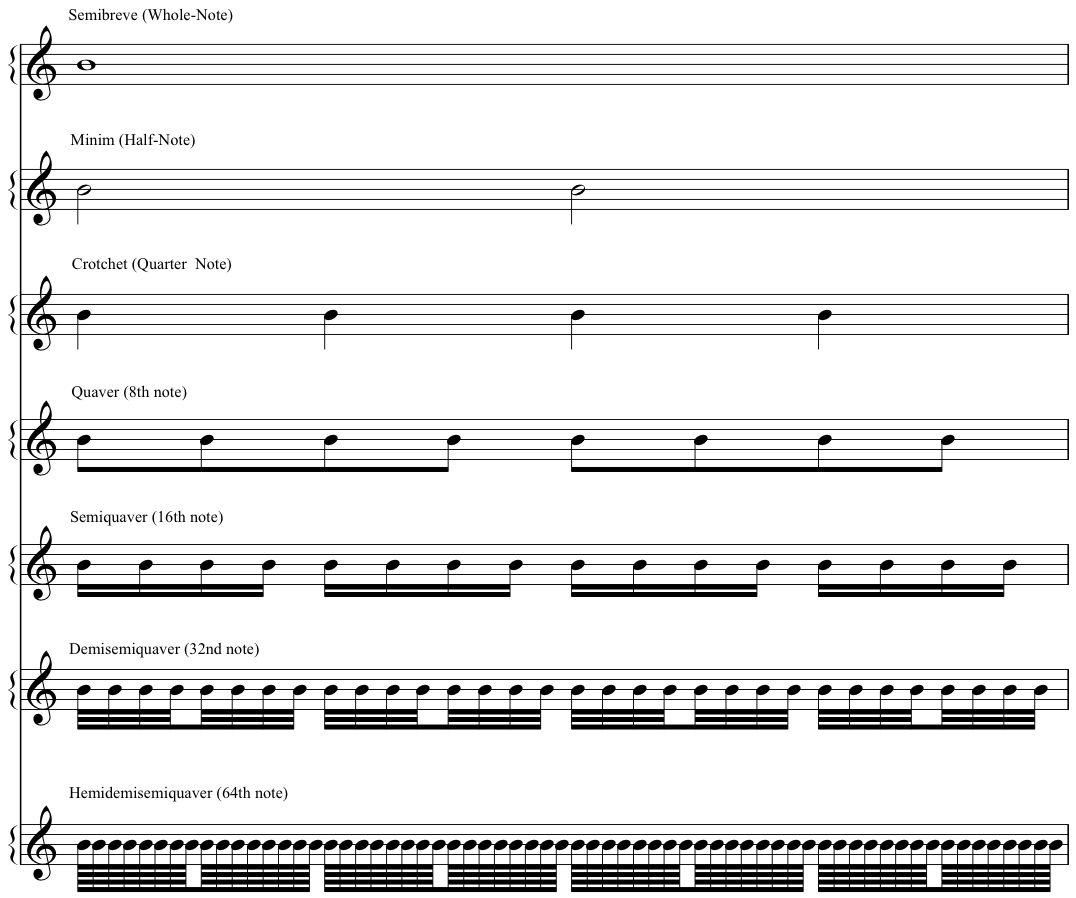 Semibreve (Whole-Note)
Minim (Half-Note)
Crotchet (Quarter  Note)
Quaver (8th note)
Semiquaver (16th note)
Demisemiquaver (32nd note)
Hemidemisemiquaver (64th note)